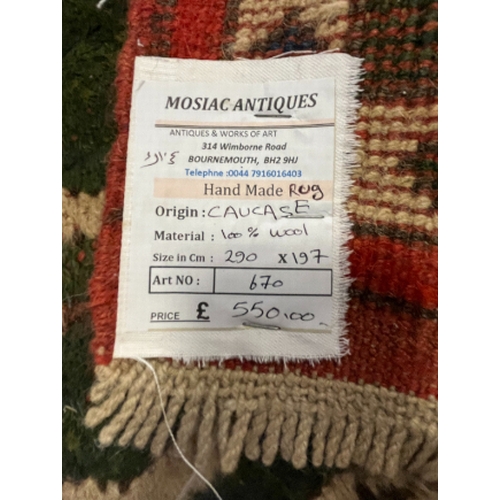 MOSIAC ANTIQUES
ANTIQUES & WORKS OF ART
314 Wimborne Road
BOURNEMOUTH, BH2 9HJ
Telephne :0044 7916016403
Hand Made Rug
Origin : CAUCASE
Material : 100% wool
Size in Cm : 290 x 197
Art NO : 670
PRICE £ 550.00